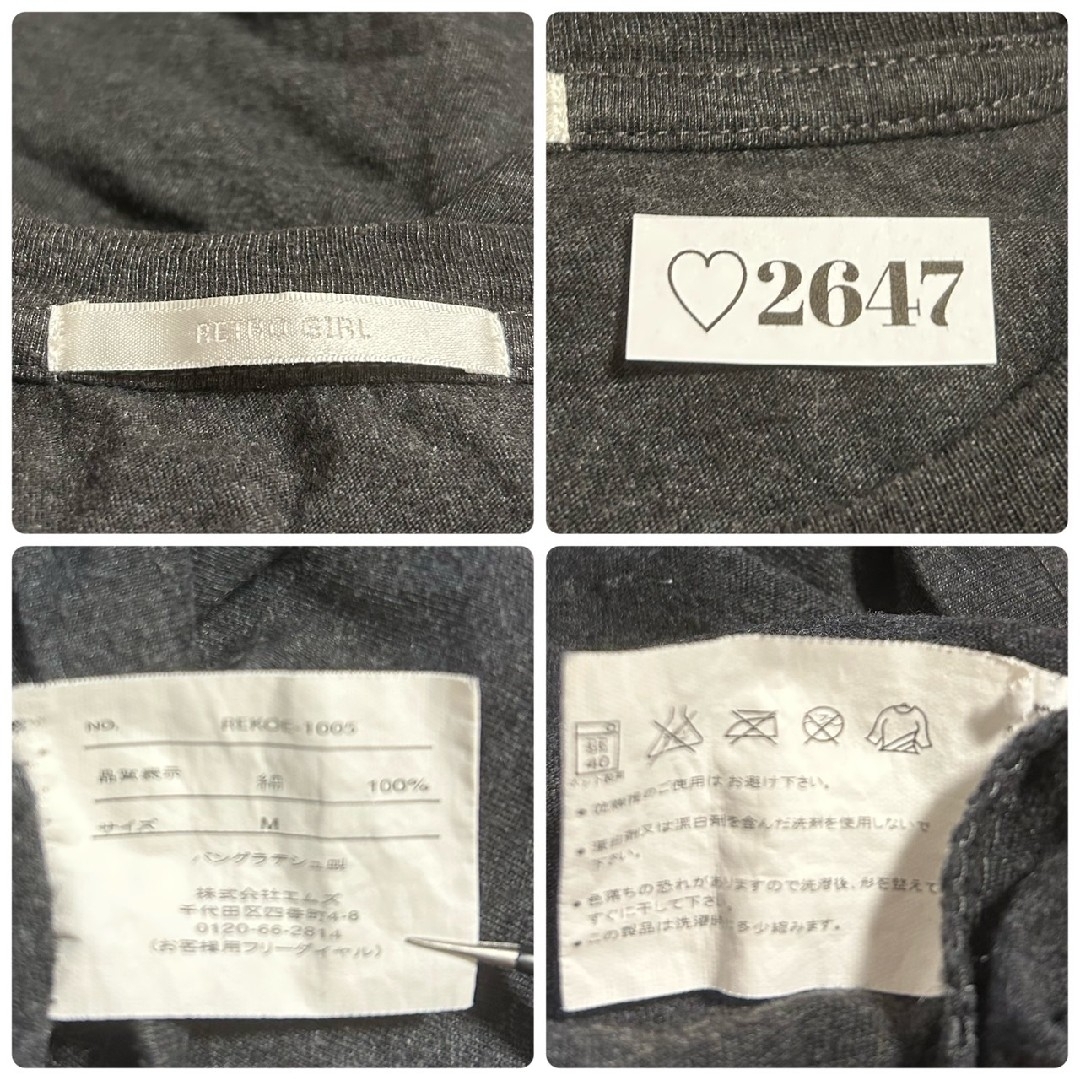 RETRO GIRL
♡2647
No. REKOE-1005
品質表示 綿 100%
サイズ M
バングラデシュ製
株式会社エムズ
千代田区四番町4-8
0120-66-2814
(お客様用フリーダイヤル)
40
ネット使用
• 乾燥機のご使用はお避け下さい。
• 漂白剤又は漂白剤を含んだ洗剤を使用しないで
下さい。
• 色落ちの恐れがありますので洗濯後、形を整えて
すぐに干して下さい。
• この製品は洗濯時、多少縮みます。